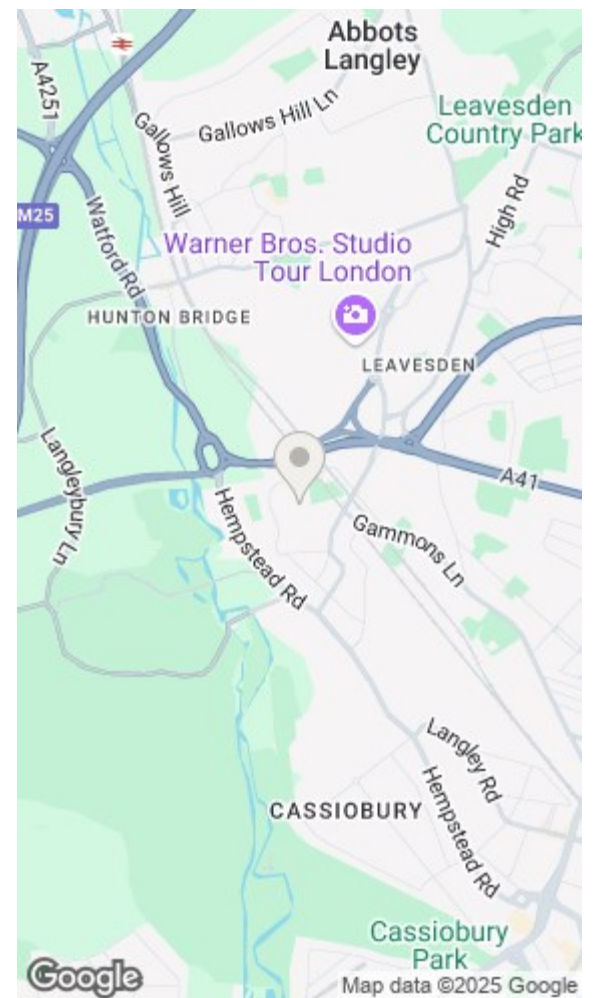 Abbots
Langley
A4251
Gallows Hill Ln
Gallows Hill
Leavesden
Country Park
High Rd
M25
Watford Rd
Warner Bros. Studio
Tour London
HUNTON BRIDGE
LEAVESDEN
Langleybury Ln
A41
Hempstead Rd
Gammons Ln
Langley Rd
Hempstead Rd
CASSIOBURY
Cassiobury
Park
Google
Map data ©2025 Google